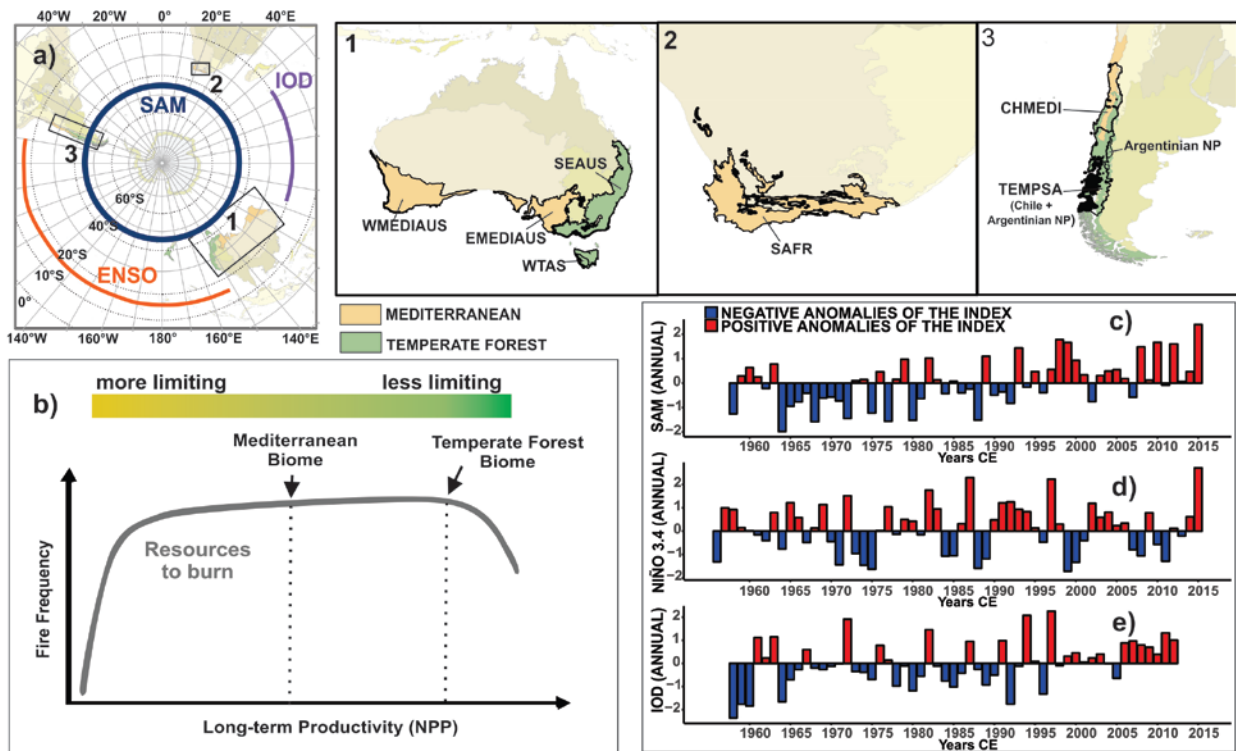 40°W 20°W 0° 20°E 40°E
a)
IOD
2
SAM
3
60°S
1
40°S
20°S
10°S
ENSO
0°
140°W 160°W 180° 160°E 140°E
1
SEAUS
WMEDIAUS
EMEDIAUS
WTAS
2
SAFR
3
CHMEDI
Argentinian NP
TEMPSA
(Chile +
Argentinian NP)
MEDITERRANEAN
TEMPERATE FOREST
b)
more limiting less limiting
Mediterranean
Biome
Temperate Forest
Biome
Resources
to burn
Fire Frequency
Long-term Productivity (NPP)
NEGATIVE ANOMALIES OF THE INDEX
POSITIVE ANOMALIES OF THE INDEX
c)
SAM (ANNUAL)
2
1
0
−1
−2
1960 1965 1970 1975 1980 1985 1990 1995 2000 2005 2010 2015
Years CE
d)
NIÑO 3.4 (ANNUAL)
2
1
0
−1
−2
1960 1965 1970 1975 1980 1985 1990 1995 2000 2005 2010 2015
Years CE
e)
IOD (ANNUAL)
2
1
0
−1
−2
1960 1965 1970 1975 1980 1985 1990 1995 2000 2005 2010 2015
Years CE